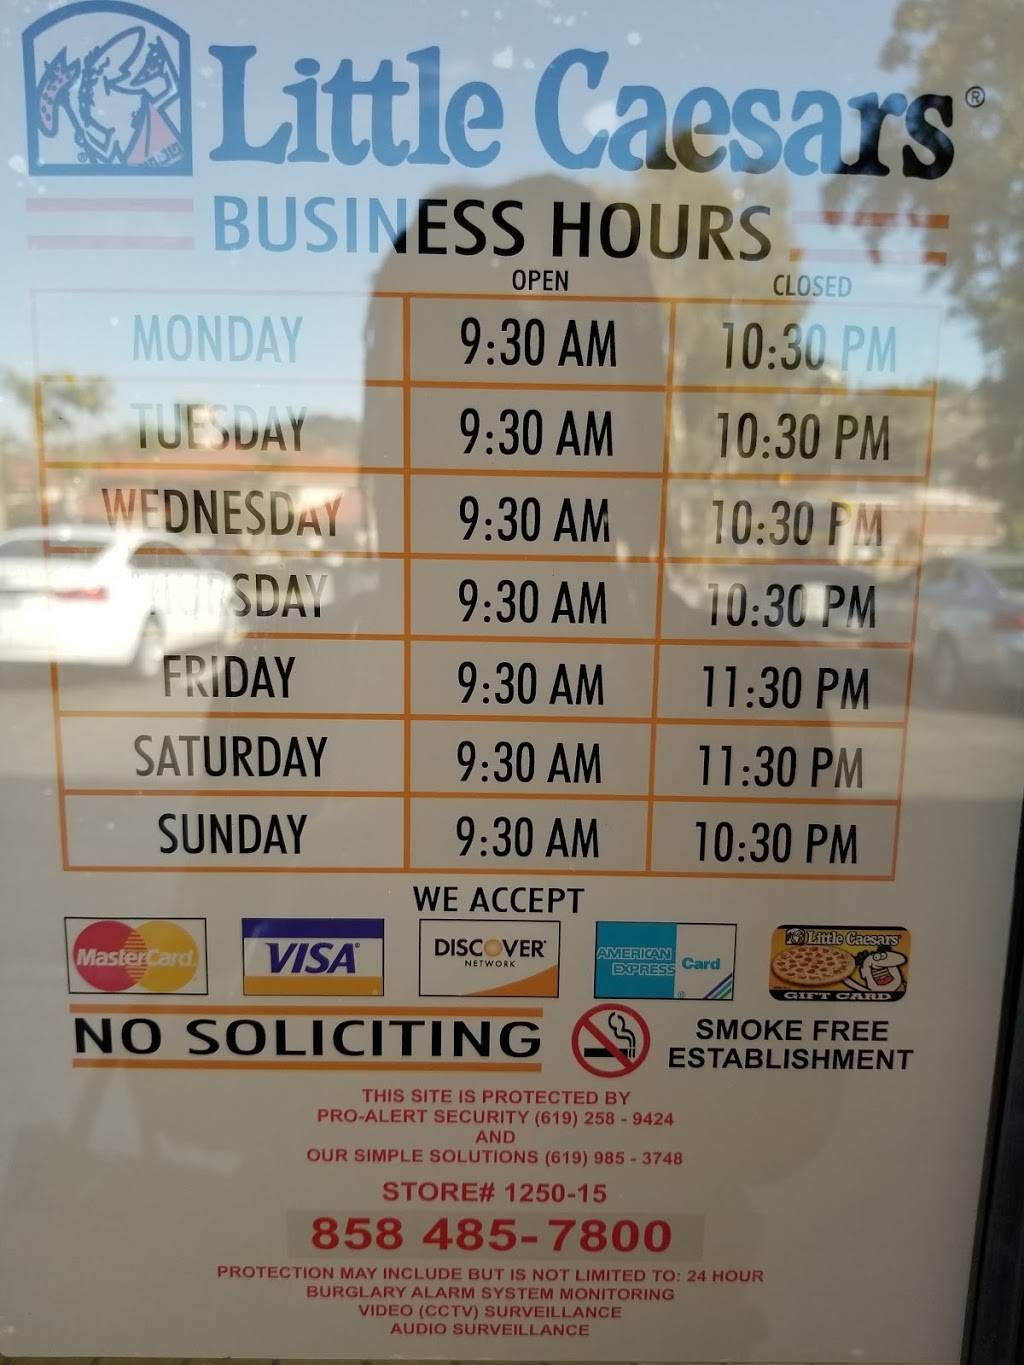 Little Caesars®
BUSINESS HOURS
OPEN CLOSED
MONDAY 9:30 AM 10:30 PM
TUESDAY 9:30 AM 10:30 PM
WEDNESDAY 9:30 AM 10:30 PM
THURSDAY 9:30 AM 10:30 PM
FRIDAY 9:30 AM 11:30 PM
SATURDAY 9:30 AM 11:30 PM
SUNDAY 9:30 AM 10:30 PM
WE ACCEPT
MasterCard
VISA
DISCOVER
NETWORK
AMERICAN
EXPRESS
Card
Little Caesars
GIFT CARD
NO SOLICITING
SMOKE FREE
ESTABLISHMENT
THIS SITE IS PROTECTED BY
PRO-ALERT SECURITY (619) 258 - 9424
AND
OUR SIMPLE SOLUTIONS (619) 985 - 3748
STORE# 1250-15
858 485-7800
PROTECTION MAY INCLUDE BUT IS NOT LIMITED TO: 24 HOUR
BURGLARY ALARM SYSTEM MONITORING
VIDEO (CCTV) SURVEILLANCE
AUDIO SURVEILLANCE